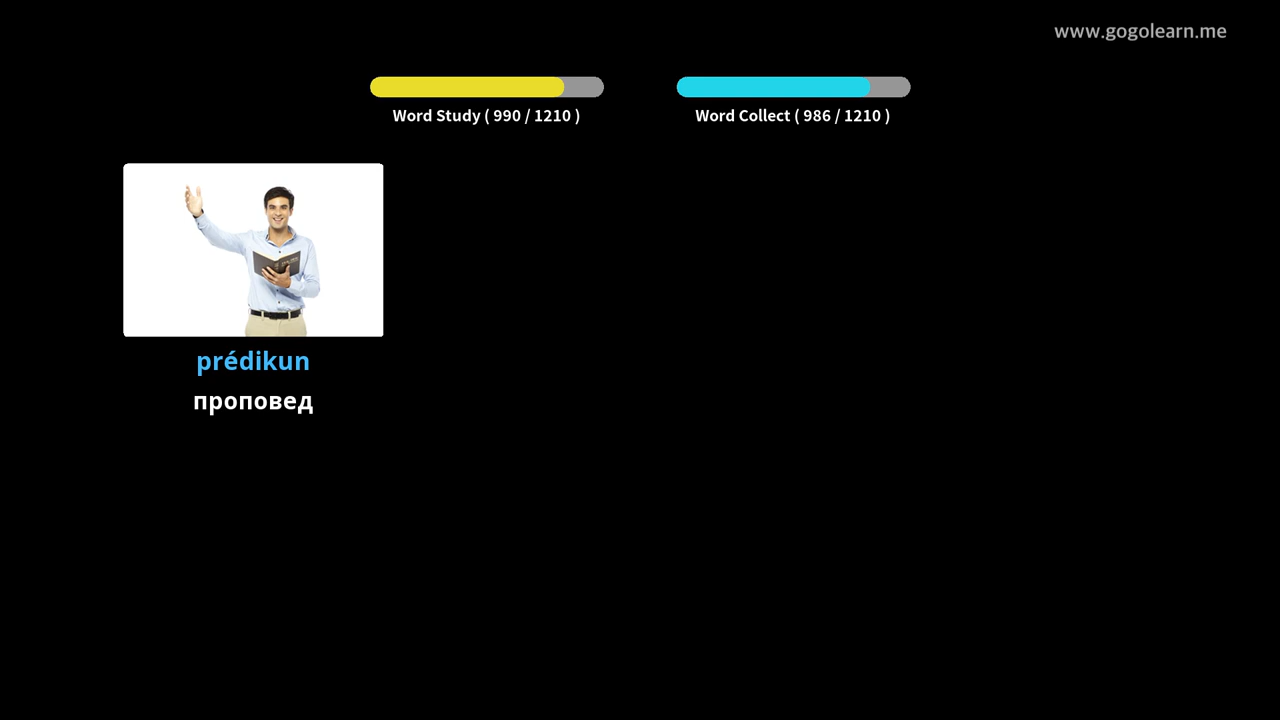 www.gogolearn.me
Word Study ( 990 / 1210 )
Word Collect ( 986 / 1210 )
prédikun
проповед